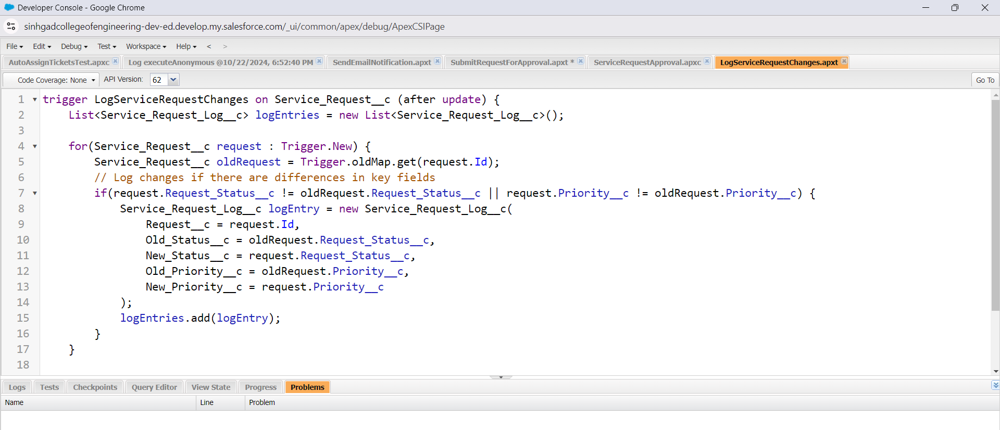 Developer Console - Google Chrome
sinhgadcollegeofengineering-dev-ed.develop.my.salesforce.com/_ui/common/apex/debug/ApexCSIPage
File Edit Debug Test Workspace Help < >
AutoAssignTicketsTest.apxc Log executeAnonymous @10/22/2024, 6:52:40 PM SendEmailNotification.apxt SubmitRequestForApproval.apxt * ServiceRequestApproval.apxc LogServiceRequestChanges.apxt
Code Coverage: None API Version: 62 Go To
1 trigger LogServiceRequestChanges on Service_Request__c (after update) {
2 List<Service_Request_Log__c> logEntries = new List<Service_Request_Log__c>();
3
4 for(Service_Request__c request : Trigger.New) {
5 Service_Request__c oldRequest = Trigger.oldMap.get(request.Id);
6 // Log changes if there are differences in key fields
7 if(request.Request_Status__c != oldRequest.Request_Status__c || request.Priority__c != oldRequest.Priority__c) {
8 Service_Request_Log__c logEntry = new Service_Request_Log__c(
9 Request__c = request.Id,
10 Old_Status__c = oldRequest.Request_Status__c,
11 New_Status__c = request.Request_Status__c,
12 Old_Priority__c = oldRequest.Priority__c,
13 New_Priority__c = request.Priority__c
14 );
15 logEntries.add(logEntry);
16 }
17 }
18
Logs Tests Checkpoints Query Editor View State Progress Problems
Name Line Problem